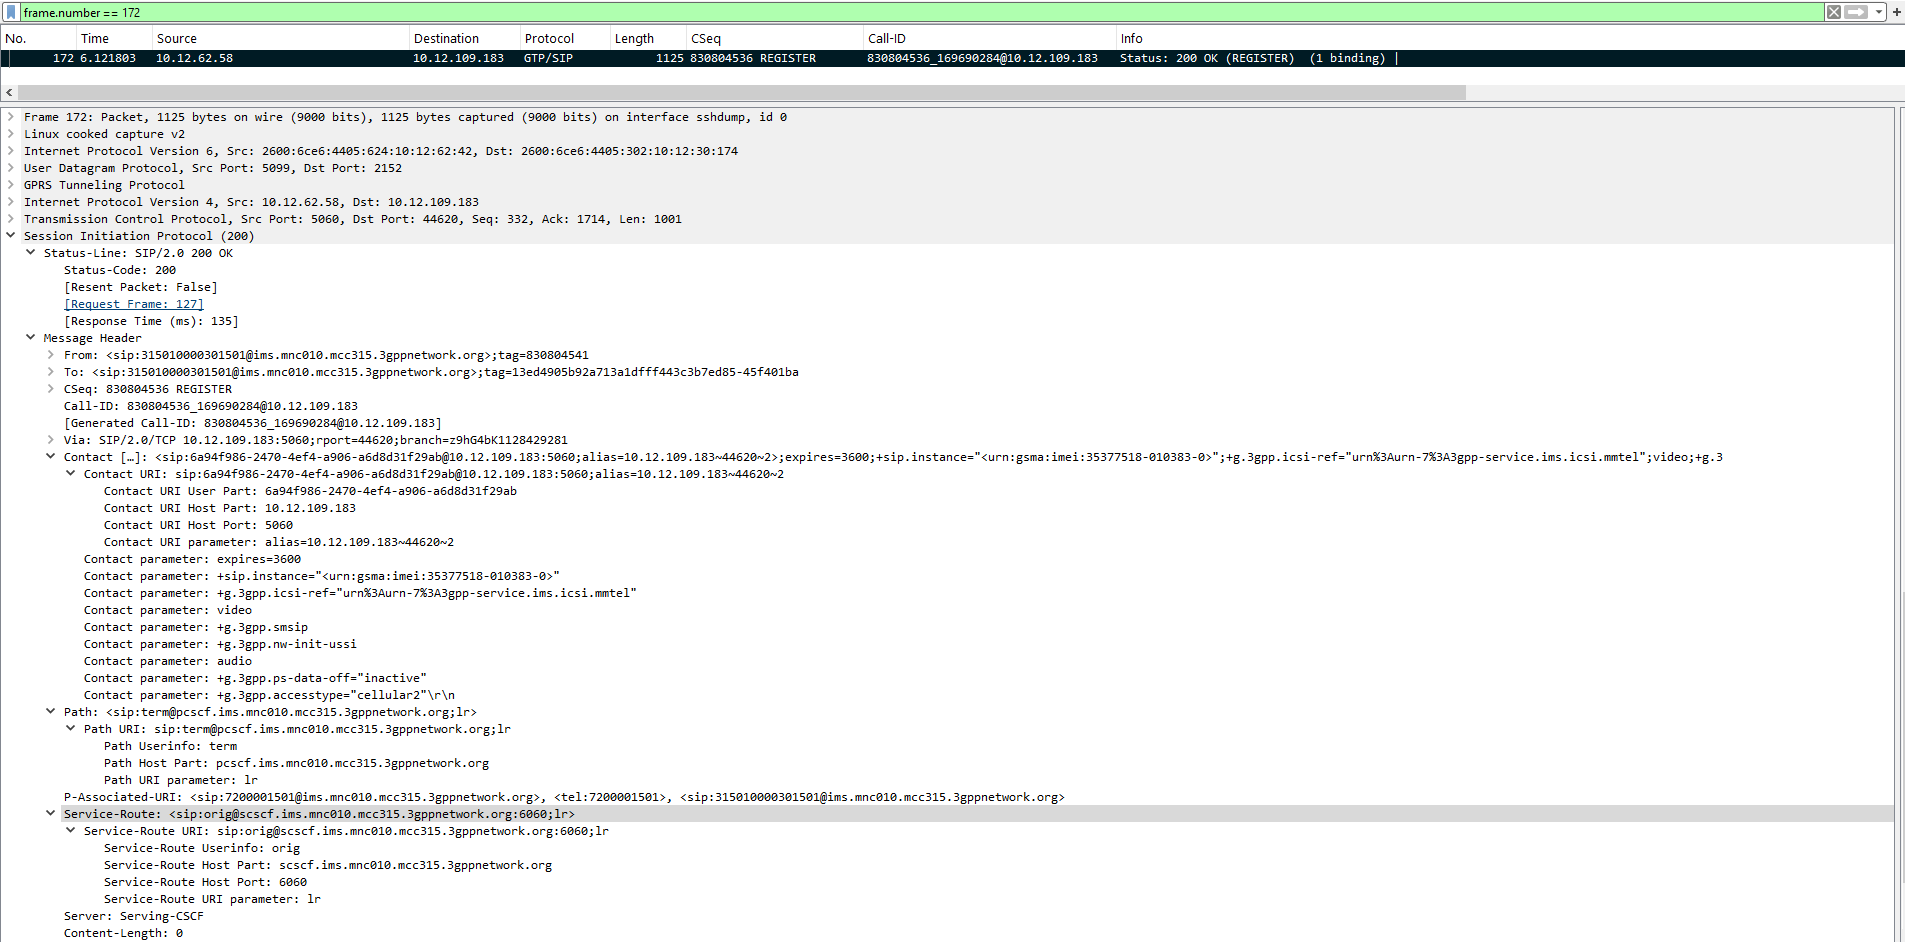 frame.number == 172
No. Time Source Destination Protocol Length CSeq Call-ID Info
172 6.121803 10.12.62.58 10.12.109.183 GTP/SIP 1125 830804536 REGISTER 830804536_169690284@10.12.109.183 Status: 200 OK (REGISTER)  (1 binding) |
Frame 172: Packet, 1125 bytes on wire (9000 bits), 1125 bytes captured (9000 bits) on interface sshdump, id 0
Linux cooked capture v2
Internet Protocol Version 6, Src: 2600:6ce6:4405:624:10:12:62:42, Dst: 2600:6ce6:4405:302:10:12:30:174
User Datagram Protocol, Src Port: 5099, Dst Port: 2152
GPRS Tunneling Protocol
Internet Protocol Version 4, Src: 10.12.62.58, Dst: 10.12.109.183
Transmission Control Protocol, Src Port: 5060, Dst Port: 44620, Seq: 332, Ack: 1714, Len: 1001
Session Initiation Protocol (200)
Status-Line: SIP/2.0 200 OK
Status-Code: 200
[Resent Packet: False]
[Request Frame: 127]
[Response Time (ms): 135]
Message Header
From: <sip:315010000301501@ims.mnc010.mcc315.3gppnetwork.org>;tag=830804541
To: <sip:315010000301501@ims.mnc010.mcc315.3gppnetwork.org>;tag=13ed4905b92a713a1dfff443c3b7ed85-45f401ba
CSeq: 830804536 REGISTER
Call-ID: 830804536_169690284@10.12.109.183
[Generated Call-ID: 830804536_169690284@10.12.109.183]
Via: SIP/2.0/TCP 10.12.109.183:5060;rport=44620;branch=z9hG4bK1128429281
Contact […]: <sip:6a94f986-2470-4ef4-a906-a6d8d31f29ab@10.12.109.183:5060;alias=10.12.109.183~44620~2>;expires=3600;+sip.instance="<urn:gsma:imei:35377518-010383-0>";+g.3gpp.icsi-ref="urn%3Aurn-7%3A3gpp-service.ims.icsi.mmtel";video;+g.3
Contact URI: sip:6a94f986-2470-4ef4-a906-a6d8d31f29ab@10.12.109.183:5060;alias=10.12.109.183~44620~2
Contact URI User Part: 6a94f986-2470-4ef4-a906-a6d8d31f29ab
Contact URI Host Part: 10.12.109.183
Contact URI Host Port: 5060
Contact URI parameter: alias=10.12.109.183~44620~2
Contact parameter: expires=3600
Contact parameter: +sip.instance="<urn:gsma:imei:35377518-010383-0>"
Contact parameter: +g.3gpp.icsi-ref="urn%3Aurn-7%3A3gpp-service.ims.icsi.mmtel"
Contact parameter: video
Contact parameter: +g.3gpp.smsip
Contact parameter: +g.3gpp.nw-init-ussi
Contact parameter: audio
Contact parameter: +g.3gpp.ps-data-off="inactive"
Contact parameter: +g.3gpp.accesstype="cellular2"\r\n
Path: <sip:term@pcscf.ims.mnc010.mcc315.3gppnetwork.org;lr>
Path URI: sip:term@pcscf.ims.mnc010.mcc315.3gppnetwork.org;lr
Path Userinfo: term
Path Host Part: pcscf.ims.mnc010.mcc315.3gppnetwork.org
Path URI parameter: lr
P-Associated-URI: <sip:7200001501@ims.mnc010.mcc315.3gppnetwork.org>, <tel:7200001501>, <sip:315010000301501@ims.mnc010.mcc315.3gppnetwork.org>
Service-Route: <sip:orig@scscf.ims.mnc010.mcc315.3gppnetwork.org:6060;lr>
Service-Route URI: sip:orig@scscf.ims.mnc010.mcc315.3gppnetwork.org:6060;lr
Service-Route Userinfo: orig
Service-Route Host Part: scscf.ims.mnc010.mcc315.3gppnetwork.org
Service-Route Host Port: 6060
Service-Route URI parameter: lr
Server: Serving-CSCF
Content-Length: 0